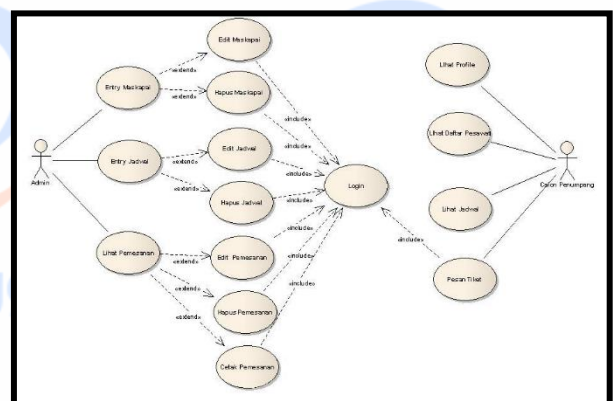 Edit Maskapai
Entry Maskapai
«extend»
«extend»
Hapus Maskapai
«include»
«include»
Admin
Entry Jadwal
«extend»
«extend»
Edit Jadwal
«include»
Hapus Jadwal
«include»
Login
Lihat Pemesanan
«extend»
«extend»
«extend»
Edit Pemesanan
«include»
Hapus Pemesanan
«include»
Cetak Pemesanan
«include»
Lihat Profile
Lihat Daftar Pesawat
Lihat Jadwal
Calon Penumpang
«include»
Pesan Tiket